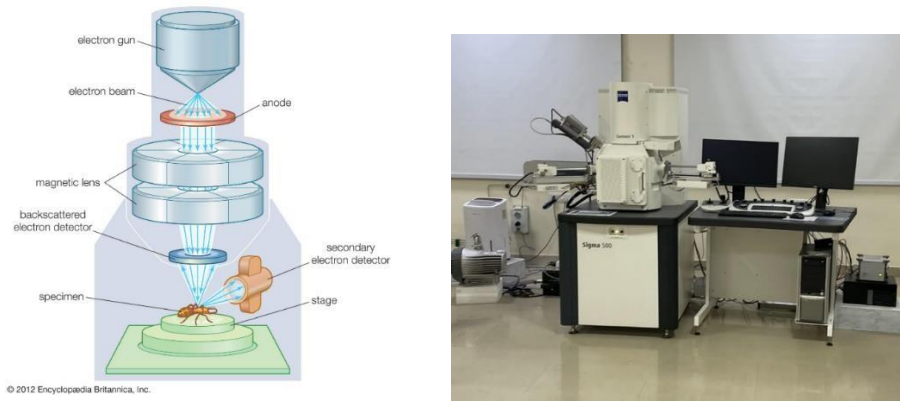 electron gun
electron beam
anode
magnetic lens
backscattered
electron detector
secondary
electron detector
specimen
stage
© 2012 Encyclopædia Britannica, Inc.
ZEISS
Sigma 500